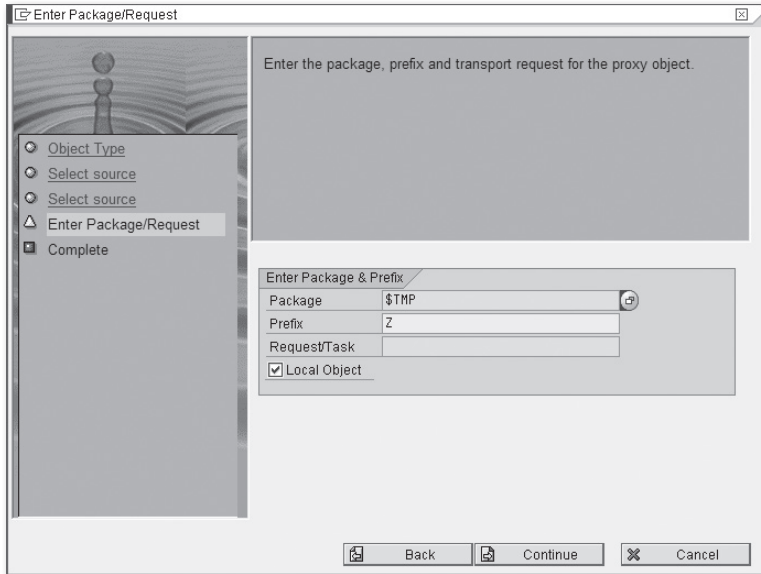 Enter Package/Request
Enter the package, prefix and transport request for the proxy object.
Object Type
Select source
Select source
Enter Package/Request
Complete
Enter Package & Prefix
Package $TMP
Prefix Z
Request/Task
Local Object
Back Continue Cancel